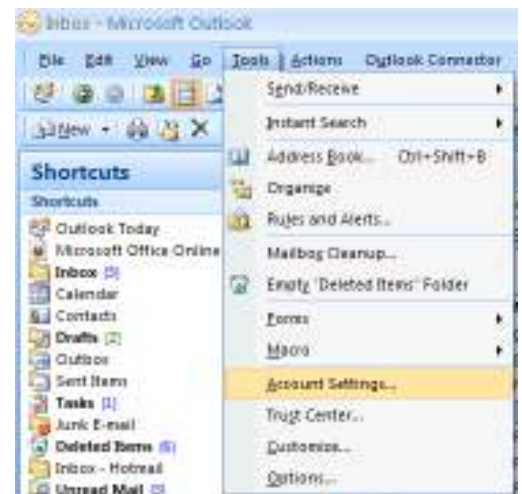 Inbox - Microsoft Outlook
File Edit View Go Tools Actions Outlook Connector
Send/Receive
New
Instant Search
Address Book... Ctrl+Shift+B
Organize
Rules and Alerts...
Mailbox Cleanup...
Empty "Deleted Items" Folder
Forms
Macro
Account Settings...
Trust Center...
Customize...
Options...
Shortcuts
Shortcuts
Outlook Today
Microsoft Office Online
Inbox
Calendar
Contacts
Drafts [2]
Outbox
Sent Items
Tasks [1]
Junk E-mail
Deleted Items
Inbox - Hotmail
Unread Mail